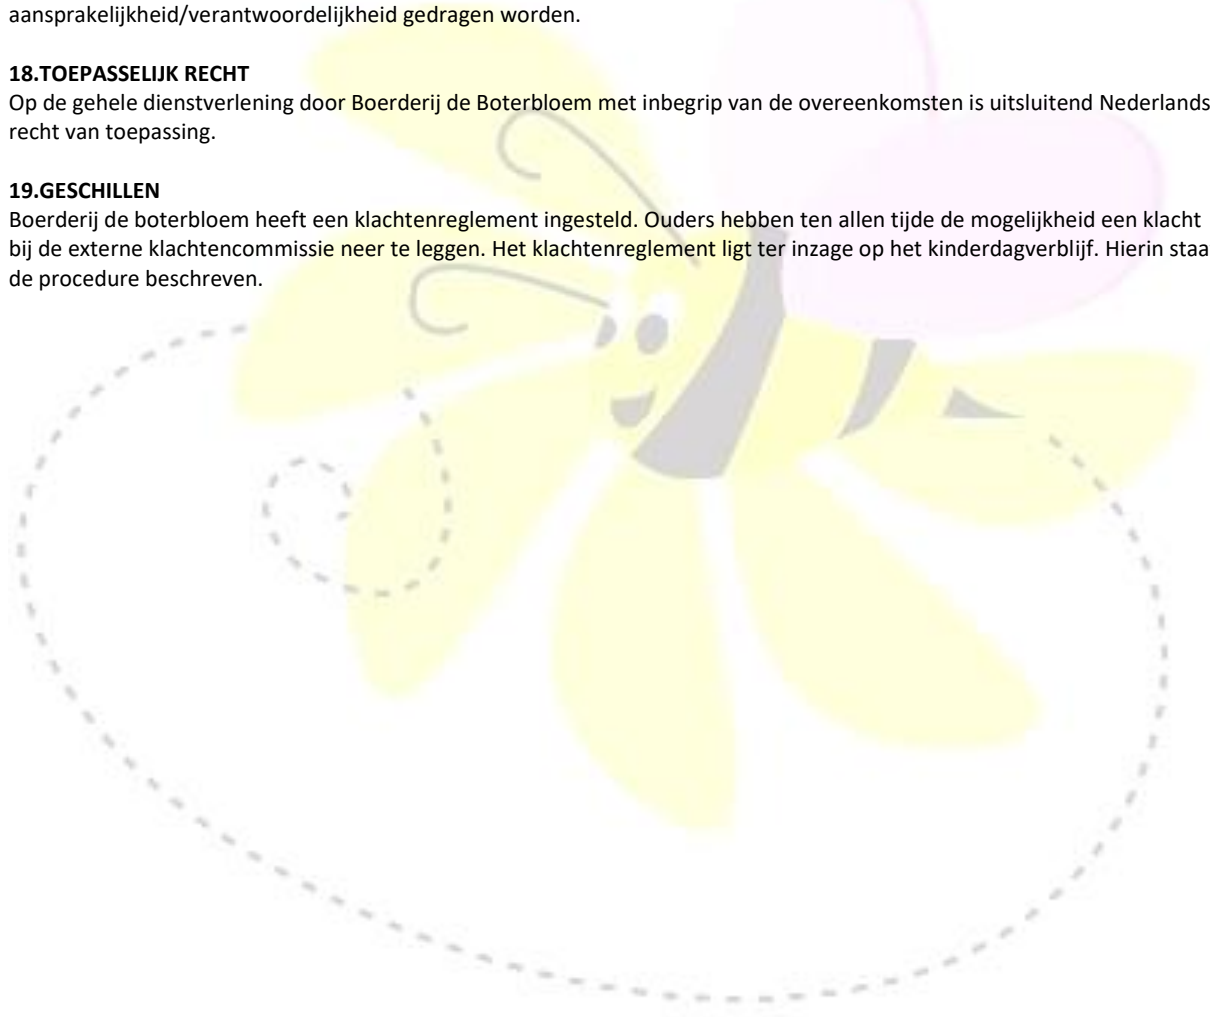 aansprakelijkheid/verantwoordelijkheid gedragen worden.
18.TOEPASSELIJK RECHT
Op de gehele dienstverlening door Boerderij de Boterbloem met inbegrip van de overeenkomsten is uitsluitend Nederlands
recht van toepassing.
19.GESCHILLEN
Boerderij de boterbloem heeft een klachtenreglement ingesteld. Ouders hebben ten allen tijde de mogelijkheid een klacht
bij de externe klachtencommissie neer te leggen. Het klachtenreglement ligt ter inzage op het kinderdagverblijf. Hierin staa
de procedure beschreven.